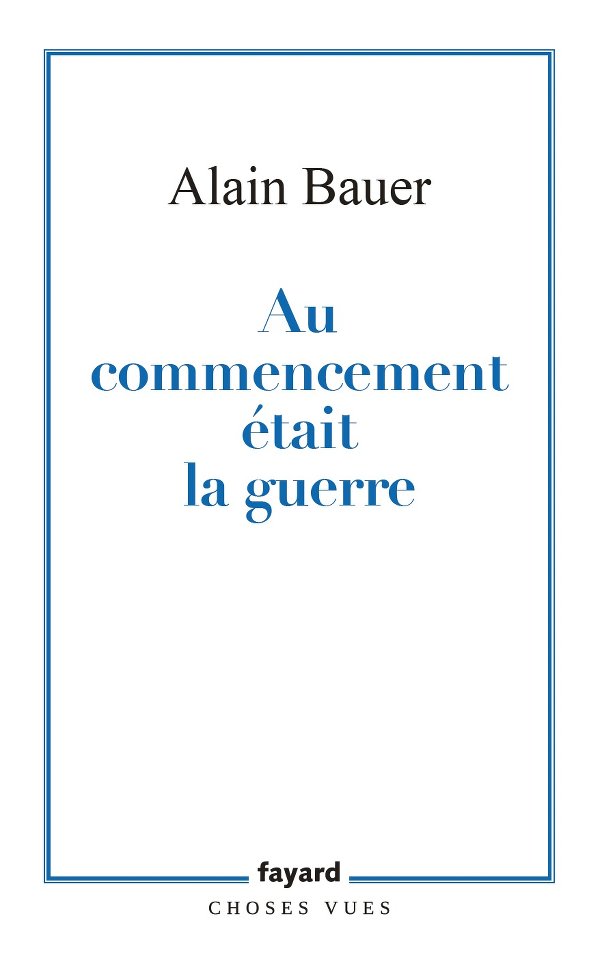 Alain Bauer
Au
commencement
était
la guerre
fayard
CHOSES VUES